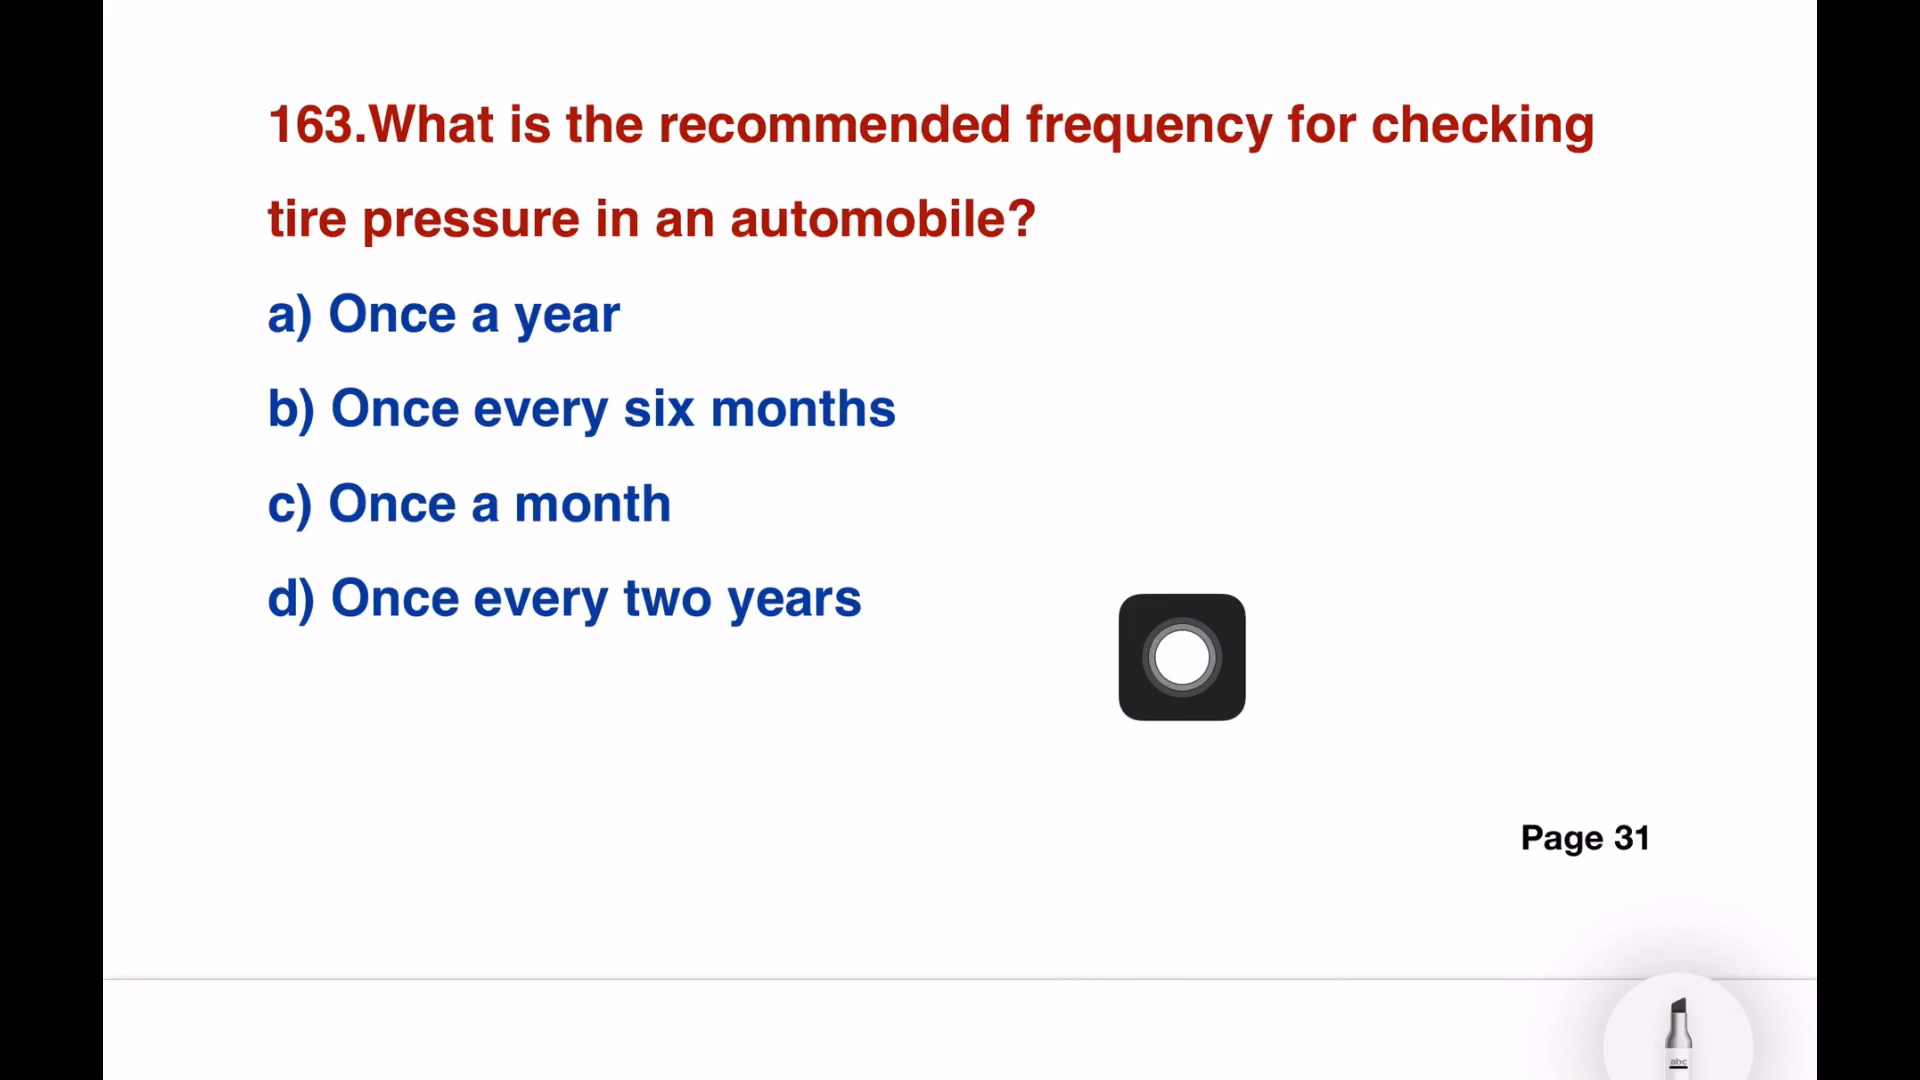 163.What is the recommended frequency for checking
tire pressure in an automobile?
a) Once a year
b) Once every six months
c) Once a month
d) Once every two years
Page 31
abc